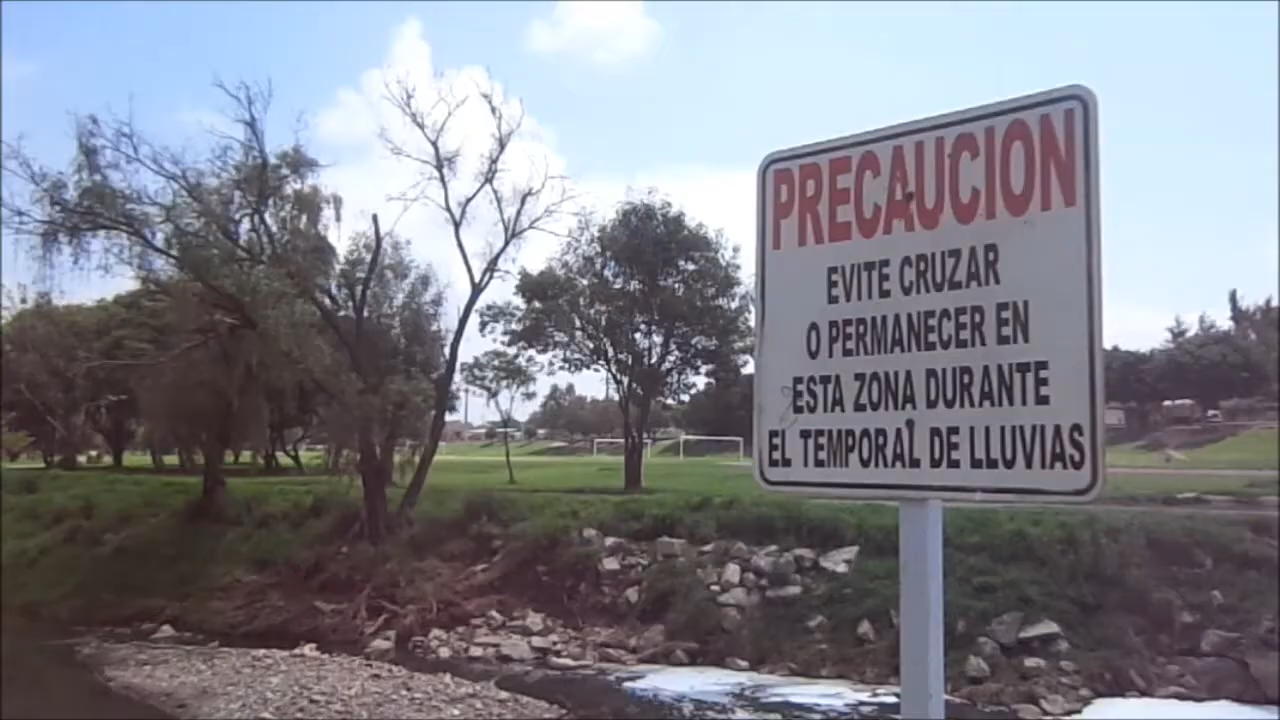 PRECAUCION
EVITE CRUZAR
O PERMANECER EN
ESTA ZONA DURANTE
EL TEMPORAL DE LLUVIAS